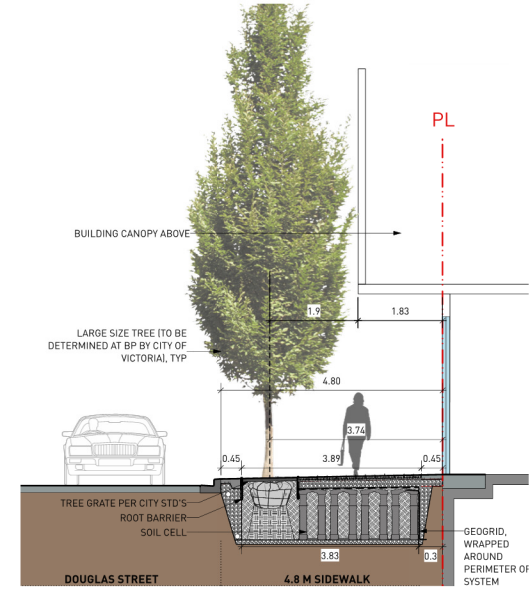 PL
BUILDING CANOPY ABOVE
1.9
1.83
LARGE SIZE TREE (TO BE
DETERMINED AT BP BY CITY OF
VICTORIA), TYP
4.80
3.74
0.45
3.89
0.45
TREE GRATE PER CITY STD'S
ROOT BARRIER
SOIL CELL
GEOGRID,
WRAPPED
AROUND
PERIMETER OF
SYSTEM
3.83
0.3
DOUGLAS STREET
4.8 M SIDEWALK